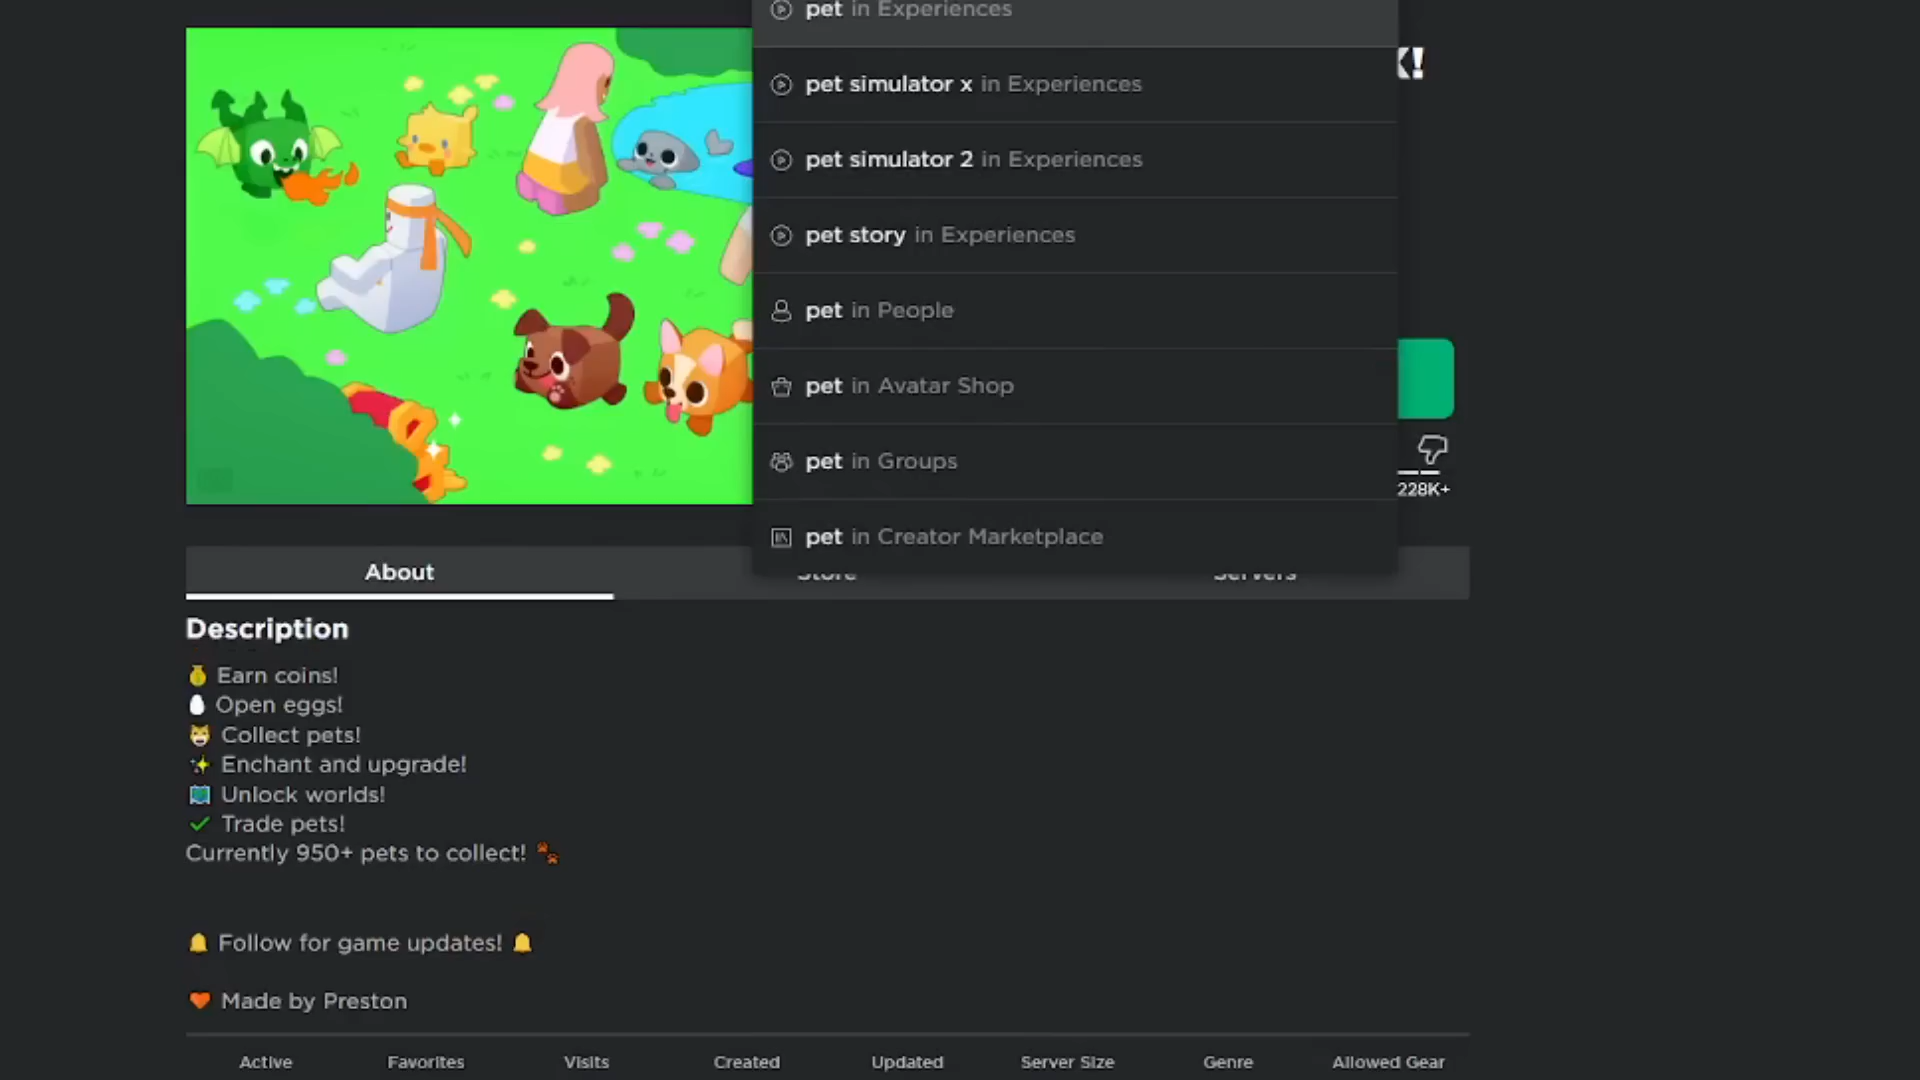 pet in Experiences
X!
pet simulator x in Experiences
pet simulator 2 in Experiences
pet story in Experiences
pet in People
pet in Avatar Shop
pet in Groups
228K+
pet in Creator Marketplace
About
Store
Servers
Description
💰 Earn coins!
🥚 Open eggs!
😺 Collect pets!
✨ Enchant and upgrade!
🗺️ Unlock worlds!
✔️ Trade pets!
Currently 950+ pets to collect! 🐾
🔔 Follow for game updates! 🔔
🧡 Made by Preston
Active Favorites Visits Created Updated Server Size Genre Allowed Gear